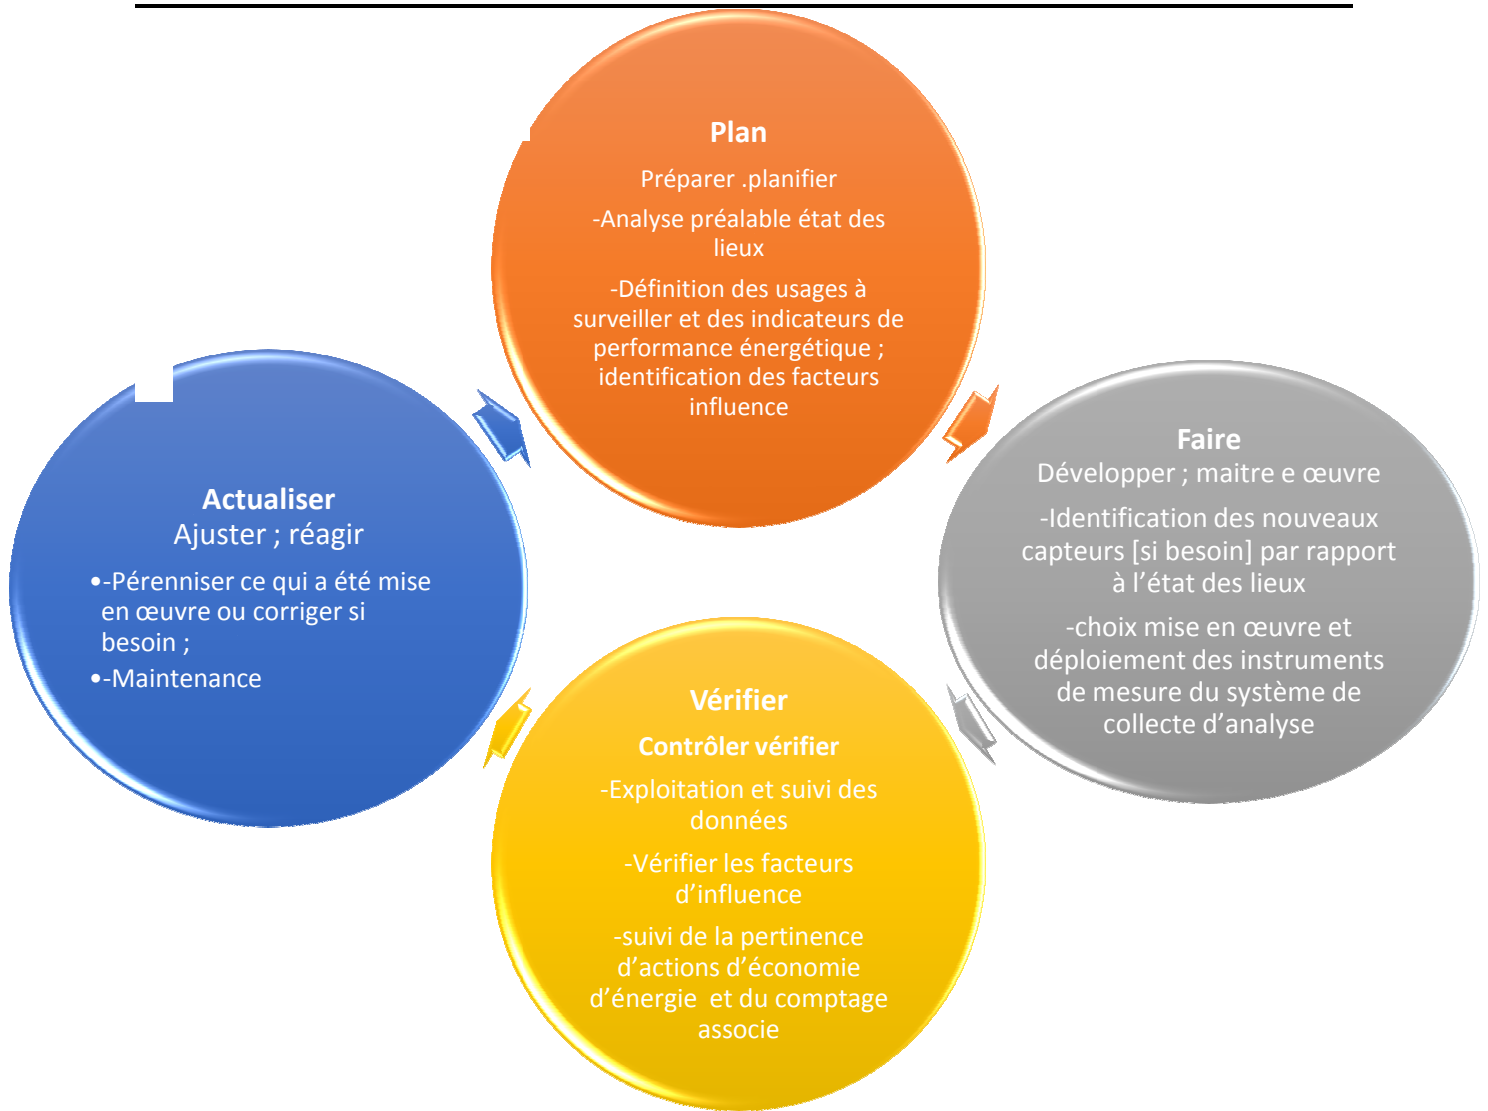 Plan
Préparer .planifier
-Analyse préalable état des
lieux
-Définition des usages à
surveiller et des indicateurs de
performance énergétique ;
identification des facteurs
influence
Faire
Développer ; maitre e œuvre
-Identification des nouveaux
capteurs [si besoin] par rapport
à l’état des lieux
-choix mise en œuvre et
déploiement des instruments
de mesure du système de
collecte d’analyse
Vérifier
Contrôler vérifier
-Exploitation et suivi des
données
-Vérifier les facteurs
d’influence
-suivi de la pertinence
d’actions d’économie
d’énergie  et du comptage
associe
Actualiser
Ajuster ; réagir
•-Pérenniser ce qui a été mise
en œuvre ou corriger si
besoin ;
•-Maintenance